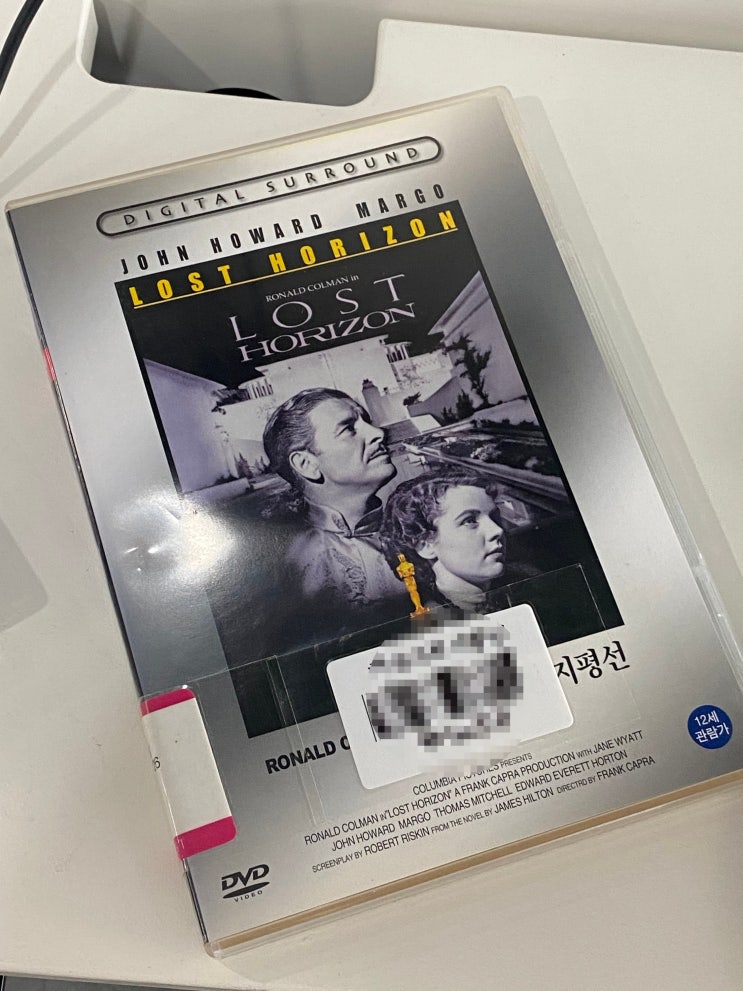 DIGITAL SURROUND
JOHN HOWARD MARGO
LOST HORIZON
RONALD COLMAN in
LOST
HORIZON
지평선
RONALD
12세
관람가
6
COLUMBIA PICTURES PRESENTS
RONALD COLMAN IN "LOST HORIZON" A FRANK CAPRA PRODUCTION WITH JANE WYATT
JOHN HOWARD MARGO THOMAS MITCHELL EDWARD EVERETT HORTON
SCREENPLAY BY ROBERT RISKIN FROM THE NOVEL BY JAMES HILTON DIRECTED BY FRANK CAPRA
DVD
VIDEO